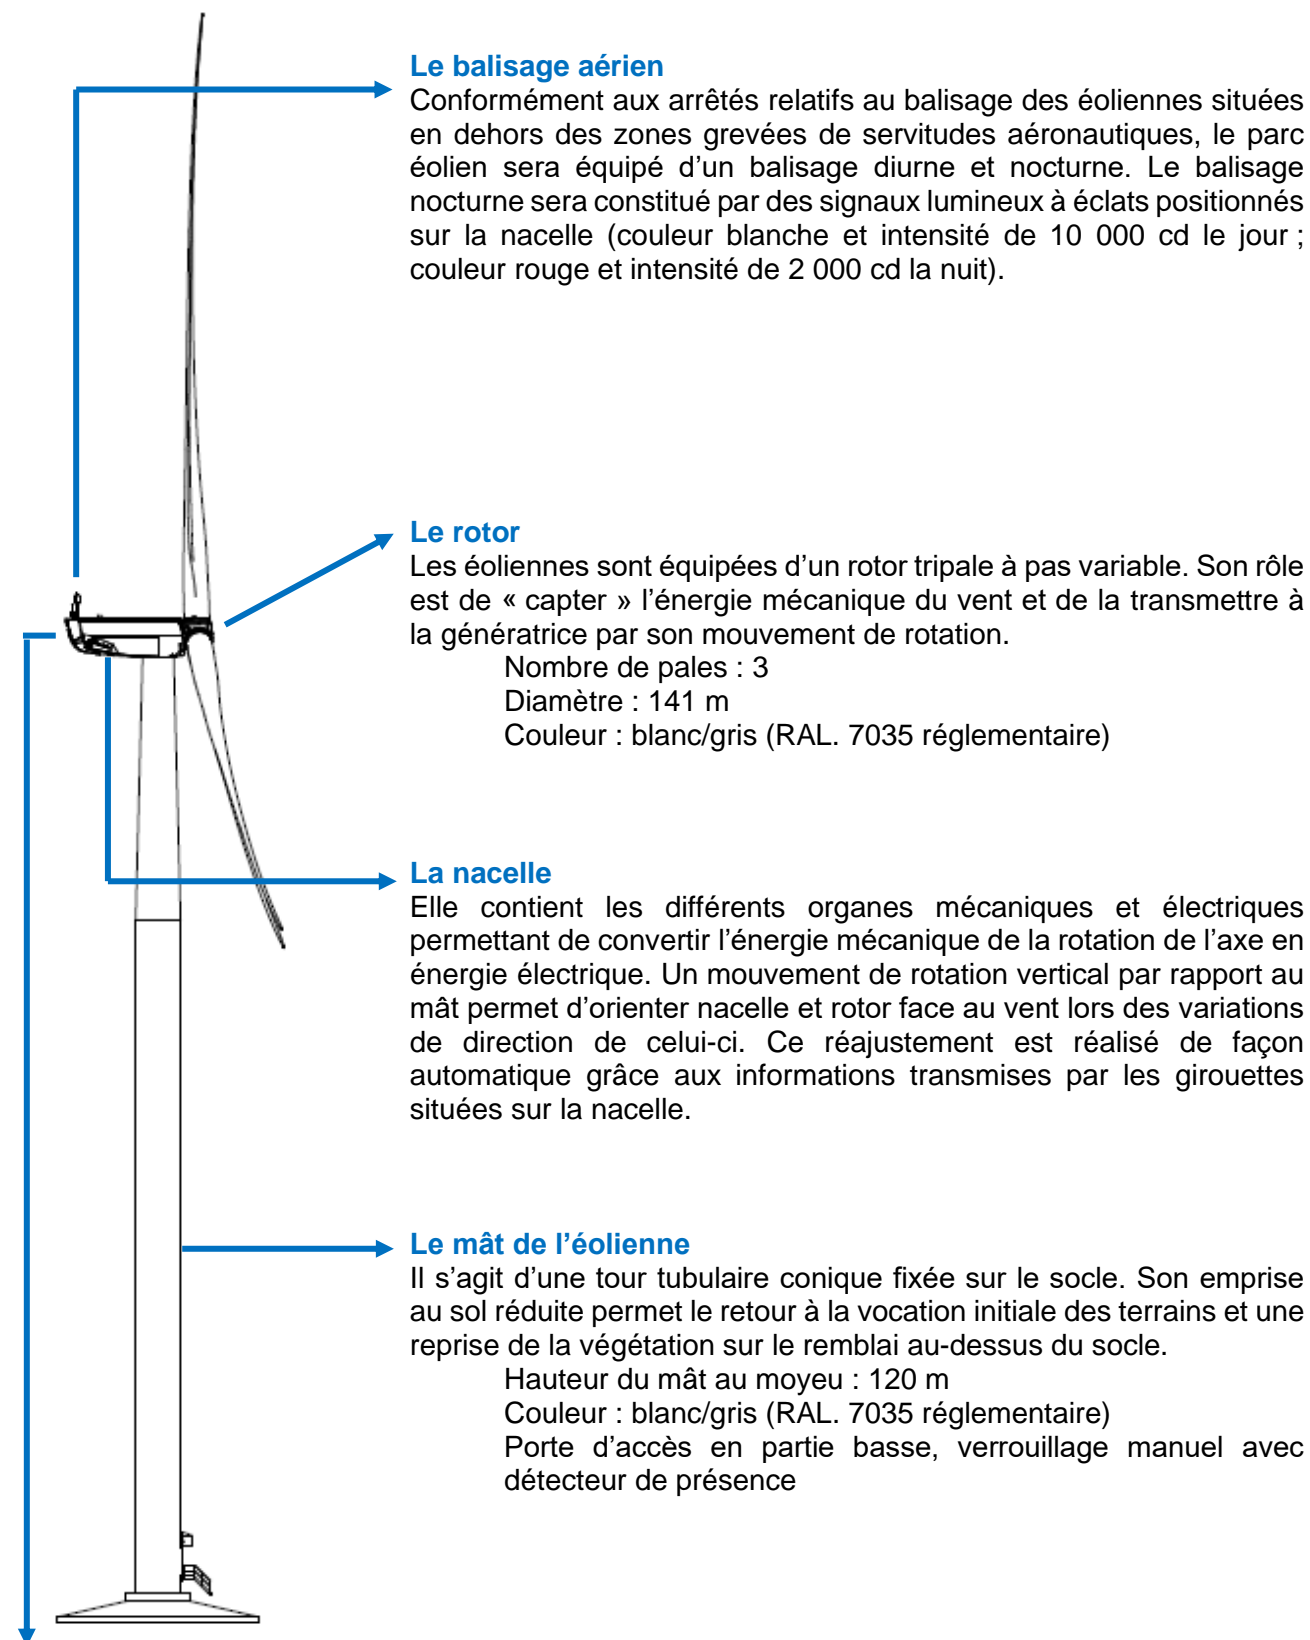 Le balisage aérien
Conformément aux arrêtés relatifs au balisage des éoliennes situées
en dehors des zones grevées de servitudes aéronautiques, le parc
éolien sera équipé d’un balisage diurne et nocturne. Le balisage
nocturne sera constitué par des signaux lumineux à éclats positionnés
sur la nacelle (couleur blanche et intensité de 10 000 cd le jour ;
couleur rouge et intensité de 2 000 cd la nuit).
Le rotor
Les éoliennes sont équipées d’un rotor tripale à pas variable. Son rôle
est de « capter » l’énergie mécanique du vent et de la transmettre à
la génératrice par son mouvement de rotation.
Nombre de pales : 3
Diamètre : 141 m
Couleur : blanc/gris (RAL. 7035 réglementaire)
La nacelle
Elle contient les différents organes mécaniques et électriques
permettant de convertir l’énergie mécanique de la rotation de l’axe en
énergie électrique. Un mouvement de rotation vertical par rapport au
mât permet d’orienter nacelle et rotor face au vent lors des variations
de direction de celui-ci. Ce réajustement est réalisé de façon
automatique grâce aux informations transmises par les girouettes
situées sur la nacelle.
Le mât de l’éolienne
Il s’agit d’une tour tubulaire conique fixée sur le socle. Son emprise
au sol réduite permet le retour à la vocation initiale des terrains et une
reprise de la végétation sur le remblai au-dessus du socle.
Hauteur du mât au moyeu : 120 m
Couleur : blanc/gris (RAL. 7035 réglementaire)
Porte d’accès en partie basse, verrouillage manuel avec
détecteur de présence